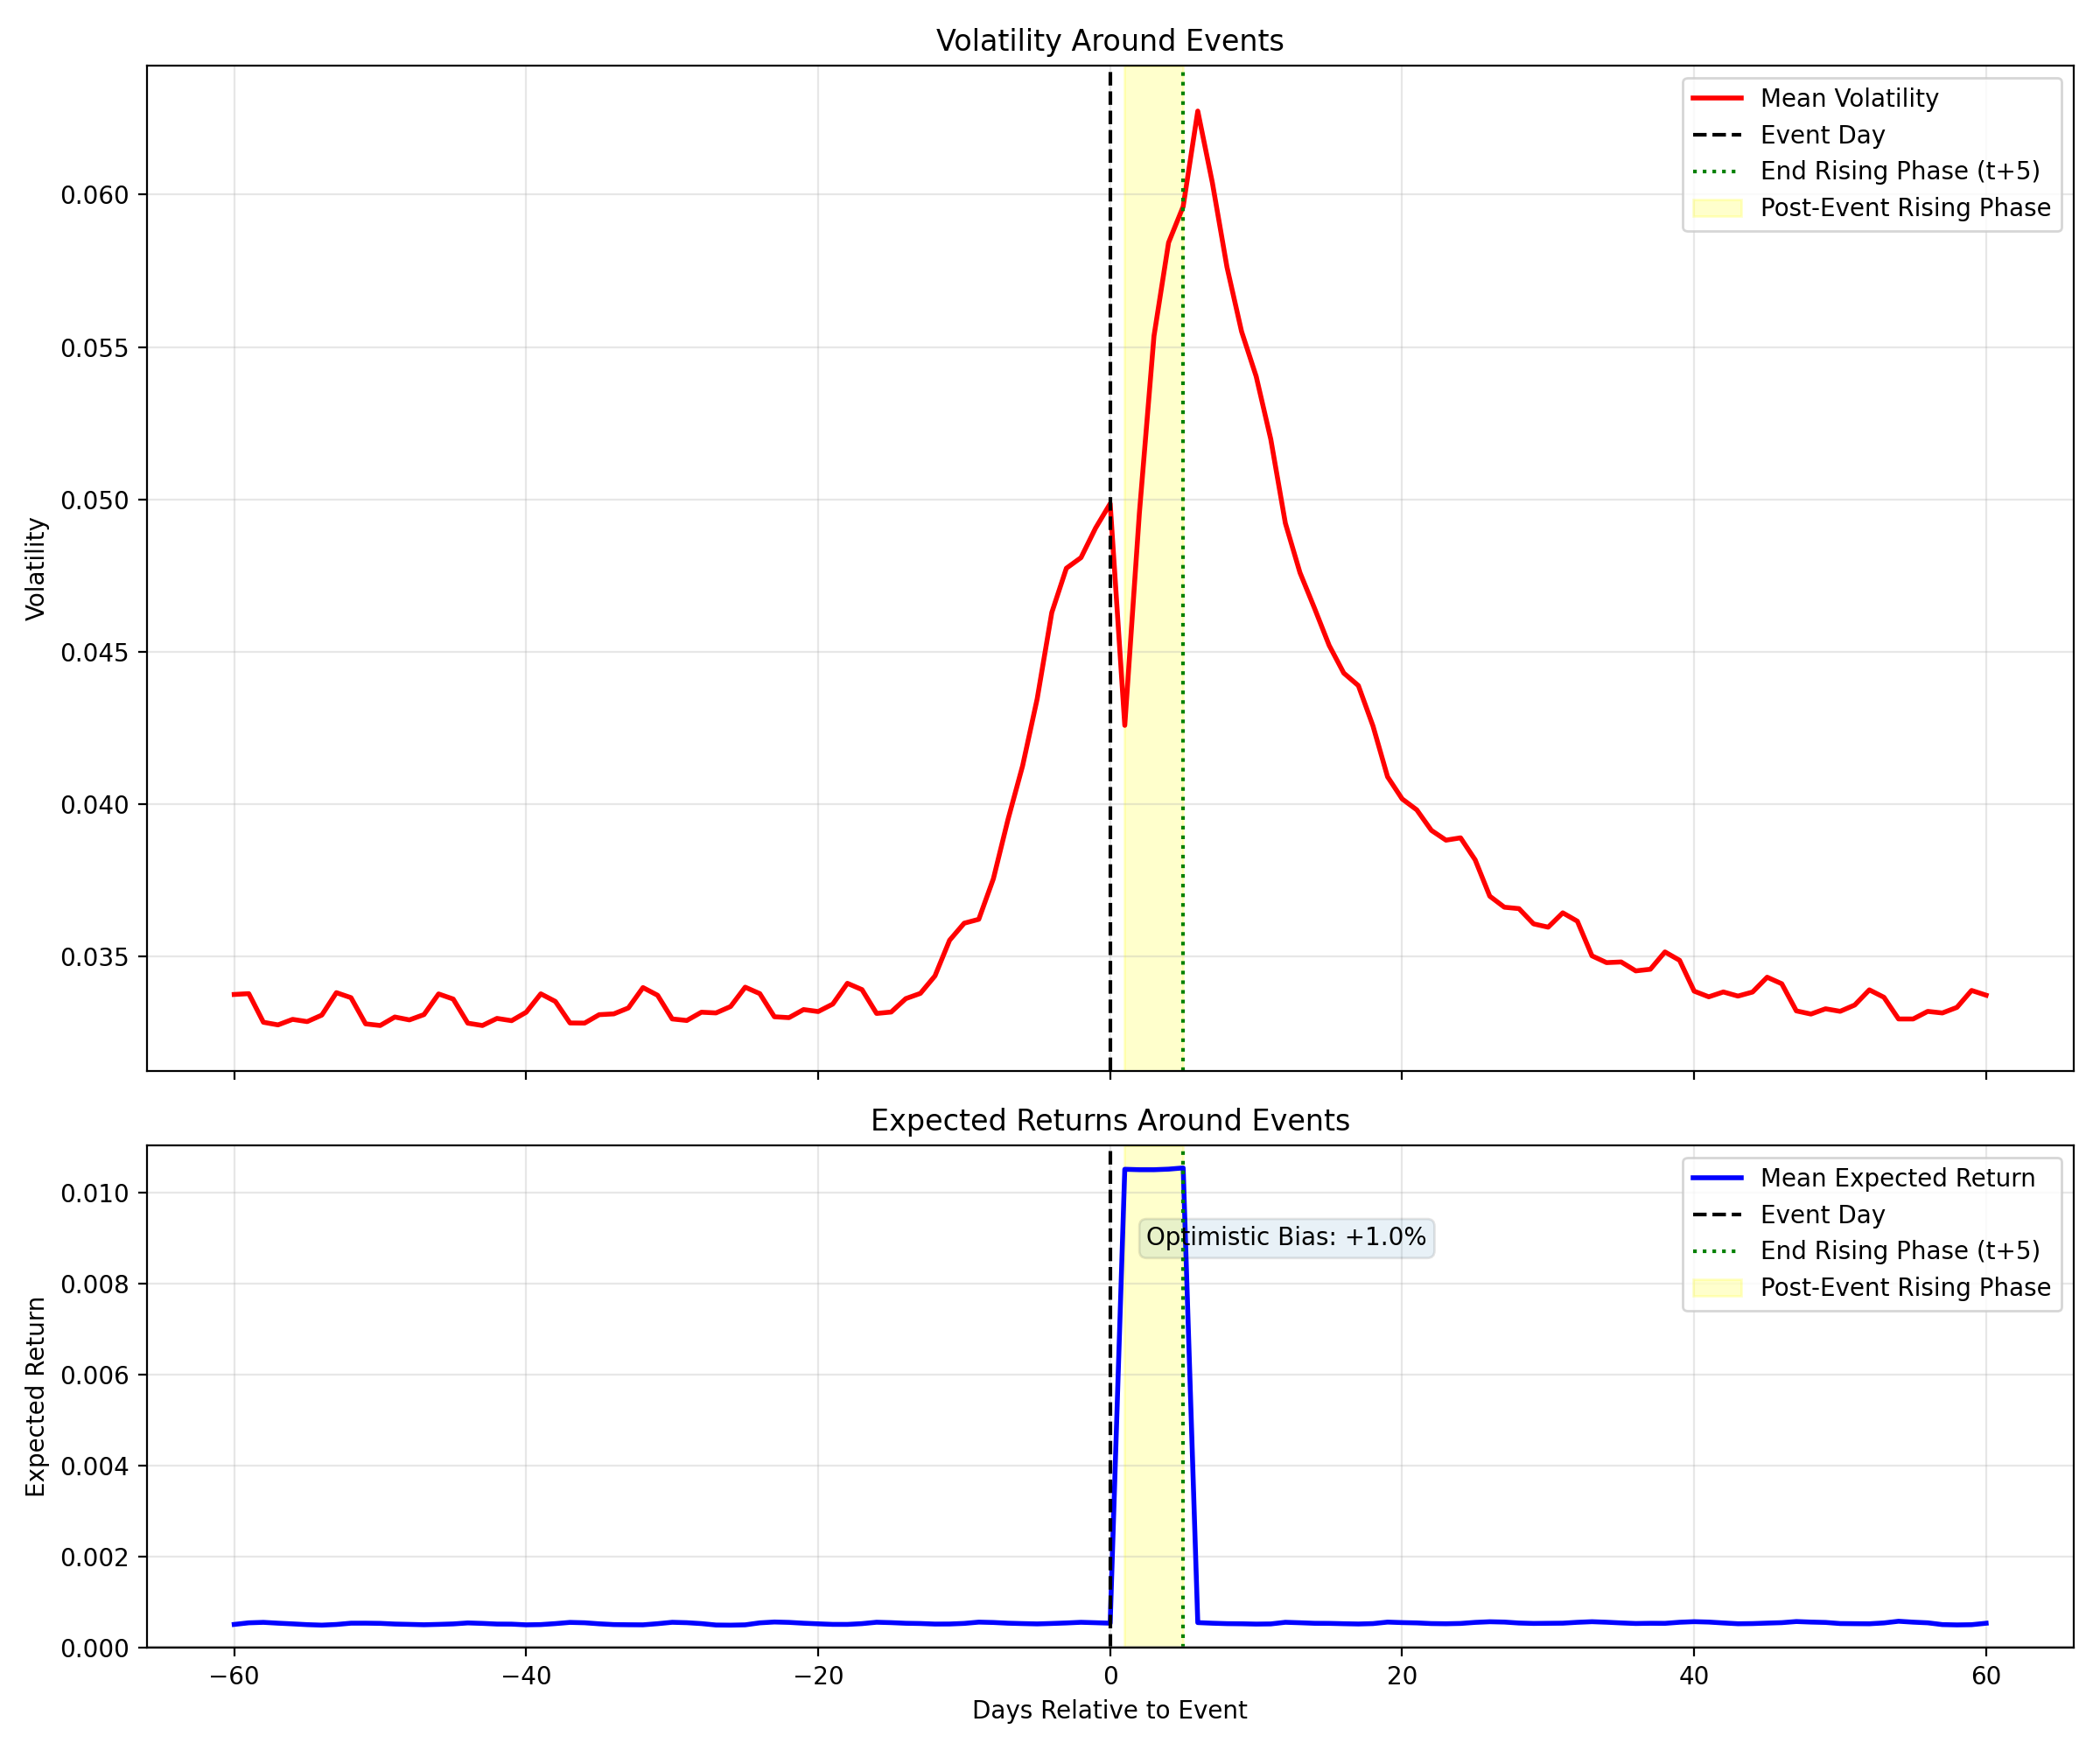 Volatility Around Events
Volatility
0.060
0.055
0.050
0.045
0.040
0.035
Mean Volatility
Event Day
End Rising Phase (t+5)
Post-Event Rising Phase
Expected Returns Around Events
Expected Return
0.010
0.008
0.006
0.004
0.002
0.000
Mean Expected Return
Event Day
End Rising Phase (t+5)
Post-Event Rising Phase
Optimistic Bias: +1.0%
−60 −40 −20 0 20 40 60
Days Relative to Event